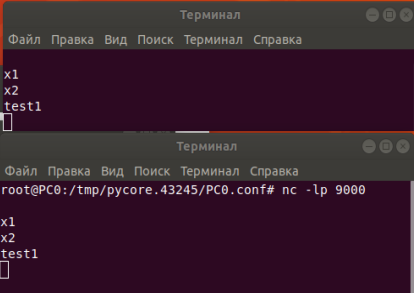 Терминал
Файл Правка Вид Поиск Терминал Справка
x1
x2
test1
Терминал
Файл Правка Вид Поиск Терминал Справка
root@PC0:/tmp/pycore.43245/PC0.conf# nc -lp 9000
x1
x2
test1